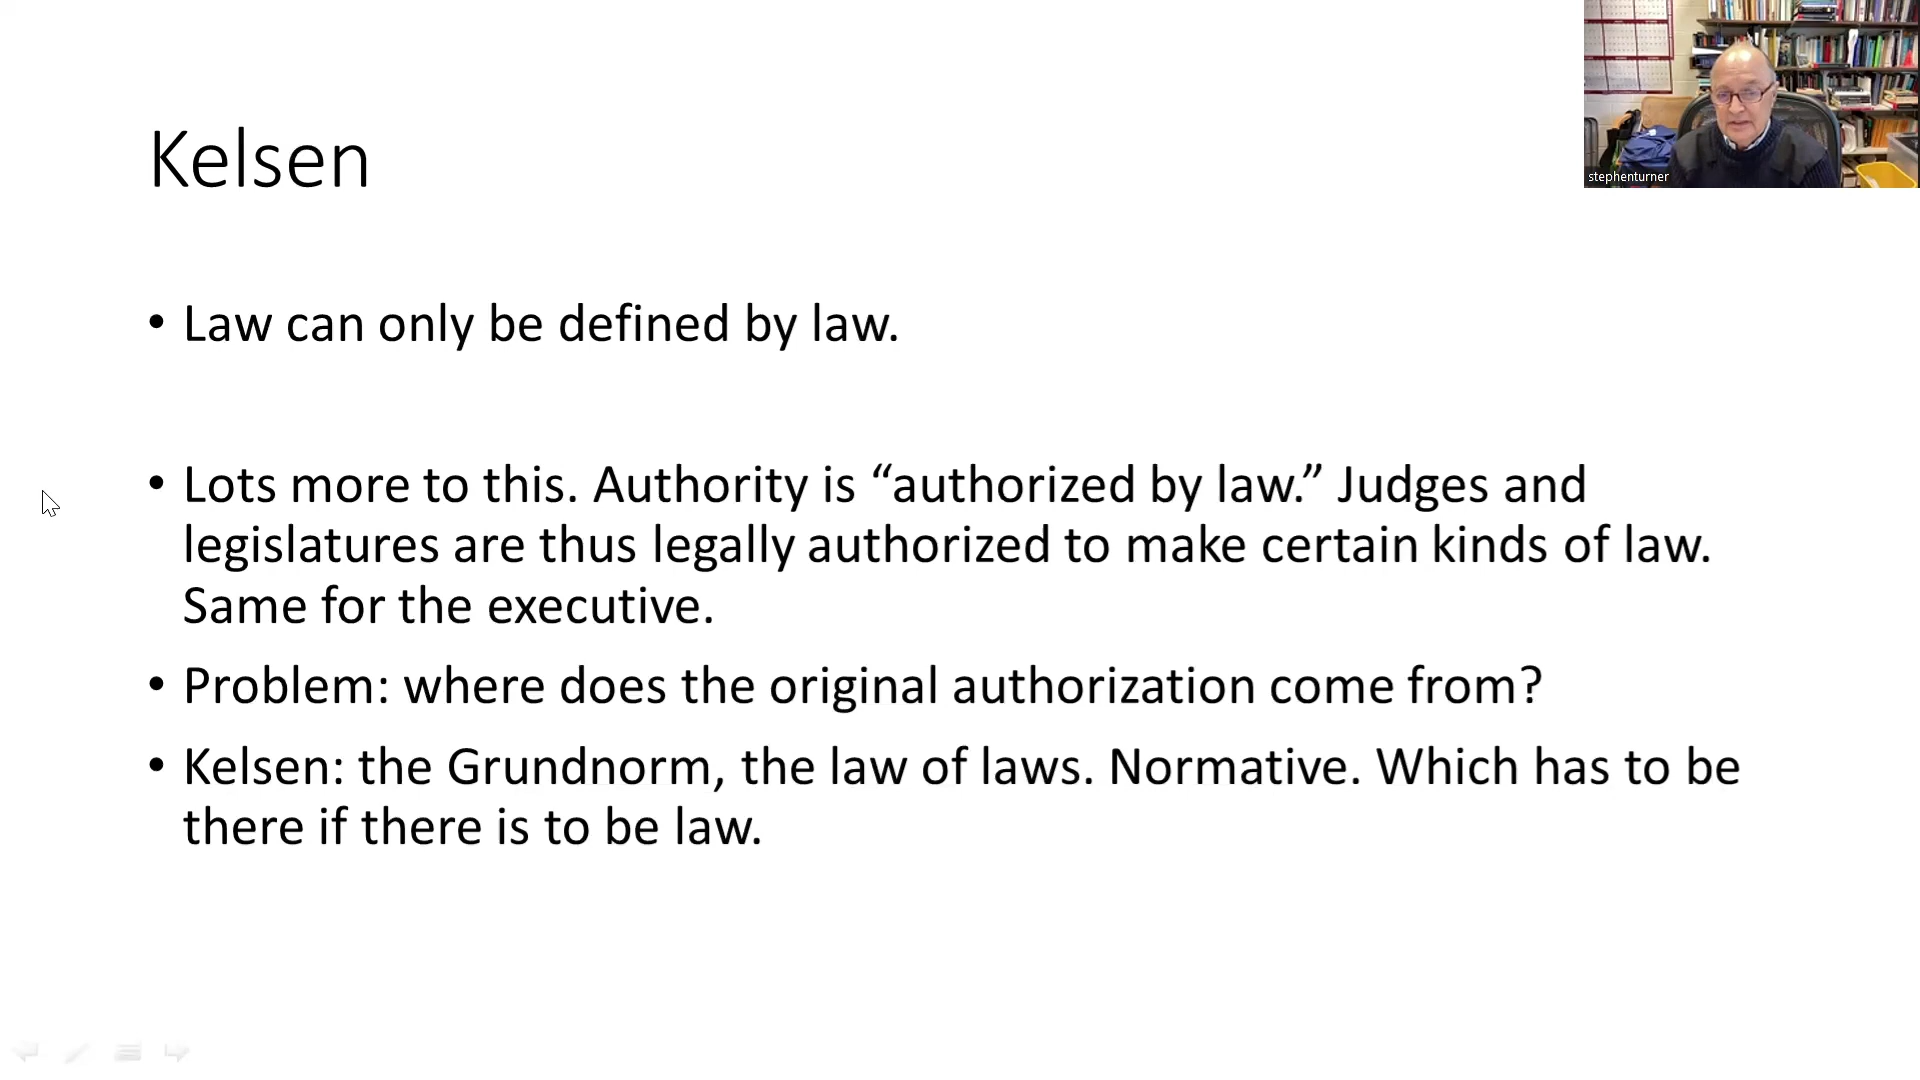 stephenturner
Kelsen
• Law can only be defined by law.
• Lots more to this. Authority is “authorized by law.” Judges and
legislatures are thus legally authorized to make certain kinds of law.
Same for the executive.
• Problem: where does the original authorization come from?
• Kelsen: the Grundnorm, the law of laws. Normative. Which has to be
there if there is to be law.